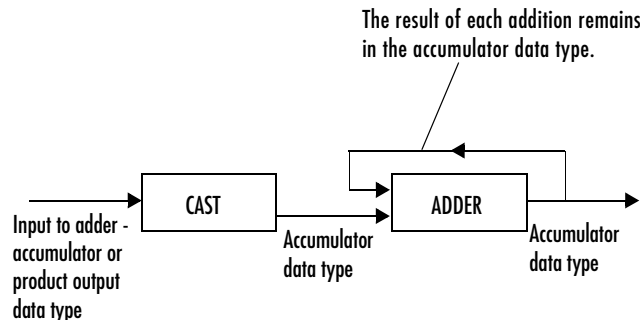 The result of each addition remains
in the accumulator data type.
CAST
ADDER
Input to adder -
accumulator or
product output
data type
Accumulator
data type
Accumulator
data type